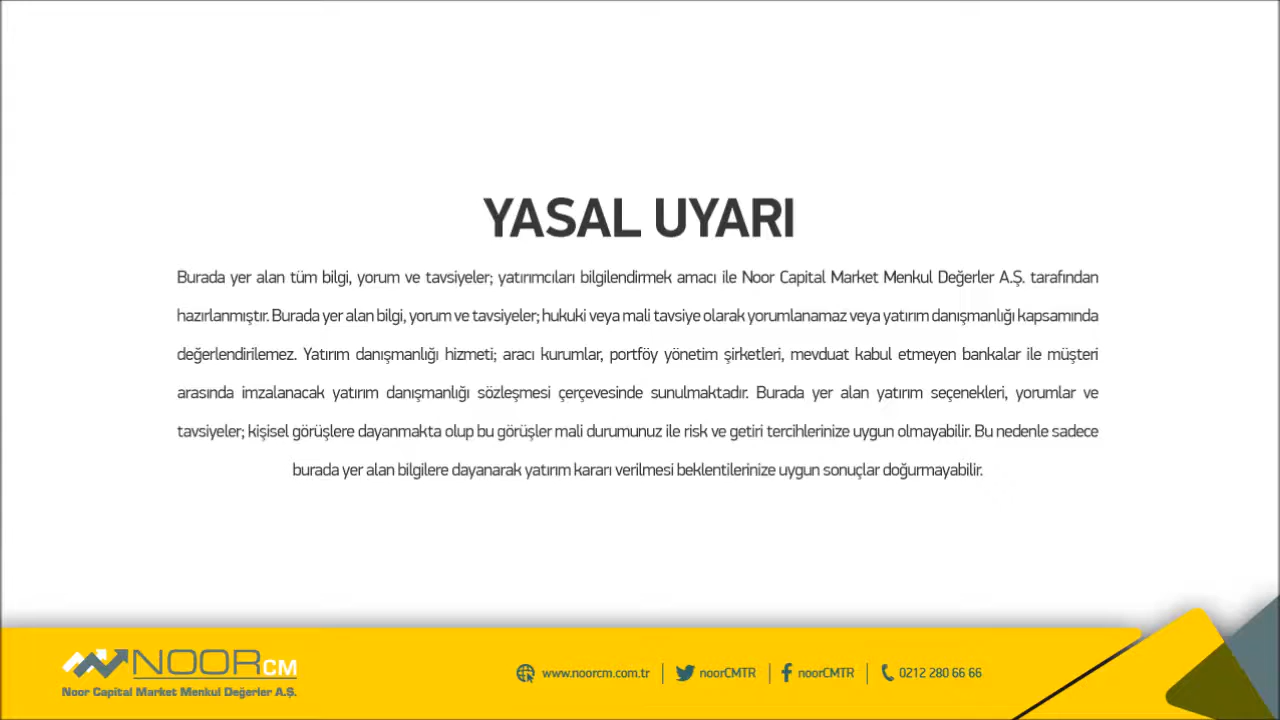 YASAL UYARI
Burada yer alan tüm bilgi, yorum ve tavsiyeler; yatırımcıları bilgilendirmek amacı ile Noor Capital Market Menkul Değerler A.Ş. tarafından
hazırlanmıştır. Burada yer alan bilgi, yorum ve tavsiyeler; hukuki veya mali tavsiye olarak yorumlanamaz veya yatırım danışmanlığı kapsamında
değerlendirilemez. Yatırım danışmanlığı hizmeti; aracı kurumlar, portföy yönetim şirketleri, mevduat kabul etmeyen bankalar ile müşteri
arasında imzalanacak yatırım danışmanlığı sözleşmesi çerçevesinde sunulmaktadır. Burada yer alan yatırım seçenekleri, yorumlar ve
tavsiyeler; kişisel görüşlere dayanmakta olup bu görüşler mali durumunuz ile risk ve getiri tercihlerinize uygun olmayabilir. Bu nedenle sadece
burada yer alan bilgilere dayanarak yatırım kararı verilmesi beklentilerinize uygun sonuçlar doğurmayabilir.
NOORCM
Noor Capital Market Menkul Değerler A.Ş.
www.noorcm.com.tr | noorCMTR | noorCMTR | 0212 280 66 66